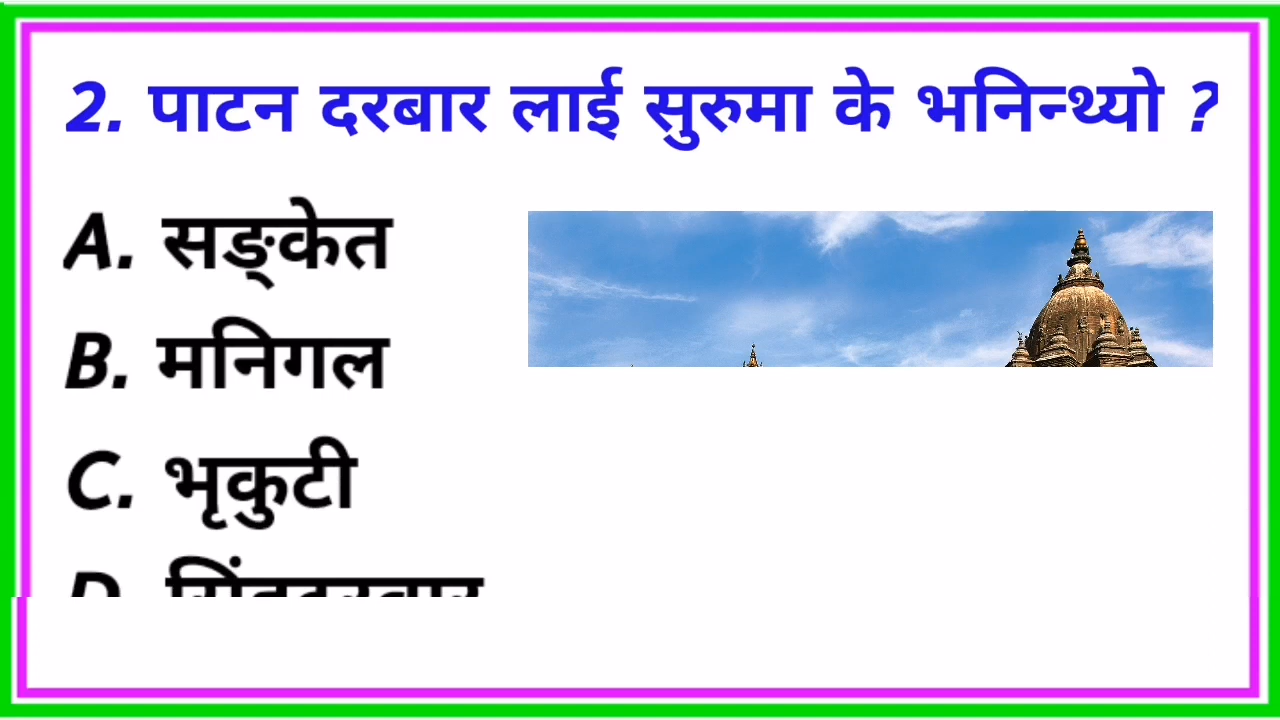 2. पाटन दरबार लाई सुरुमा के भनिन्थ्यो ?
A. सङ्केत
B. मनिगल
C. भृकुटी
D.